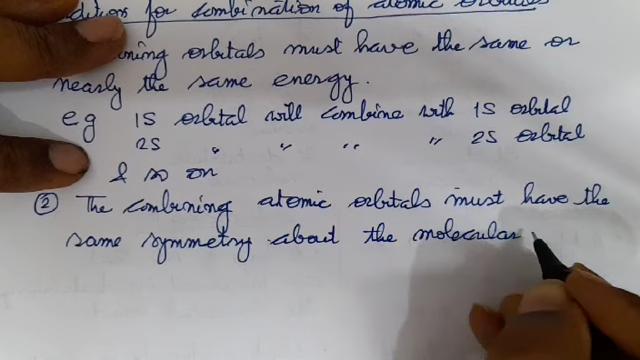 for combination of atomic orbitals
orbitals must have the same or
nearly the same energy.
eg 1S orbital will combine with 1S orbital
2S " " " " 2S orbital
& so on
② The combining atomic orbitals must have the
same symmetry about the molecular